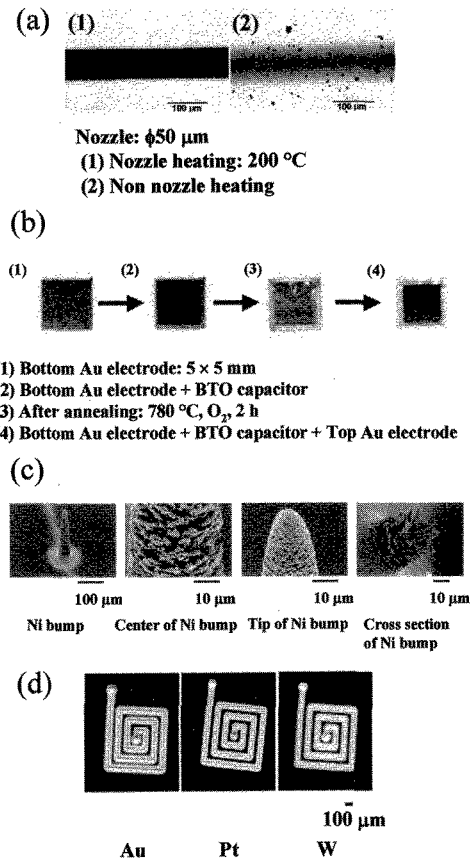 (a)
(1) (2)
100 μm 100 μm
Nozzle: ϕ50 μm
(1) Nozzle heating: 200 °C
(2) Non nozzle heating
(b)
(1) (2) (3) (4)
1) Bottom Au electrode: 5 × 5 mm
2) Bottom Au electrode + BTO capacitor
3) After annealing: 780 °C, O₂, 2 h
4) Bottom Au electrode + BTO capacitor + Top Au electrode
(c)
100 μm 10 μm 10 μm 10 μm
Ni bump Center of Ni bump Tip of Ni bump Cross section
of Ni bump
(d)
100 μm
Au Pt W